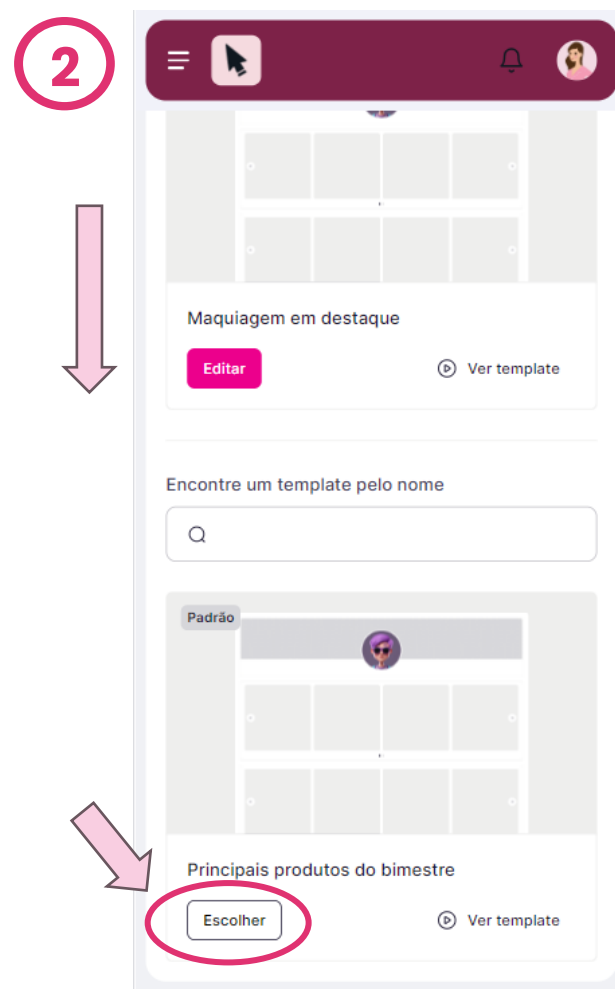 2
Maquiagem em destaque
Editar
Ver template
Encontre um template pelo nome
Padrão
Principais produtos do bimestre
Escolher
Ver template